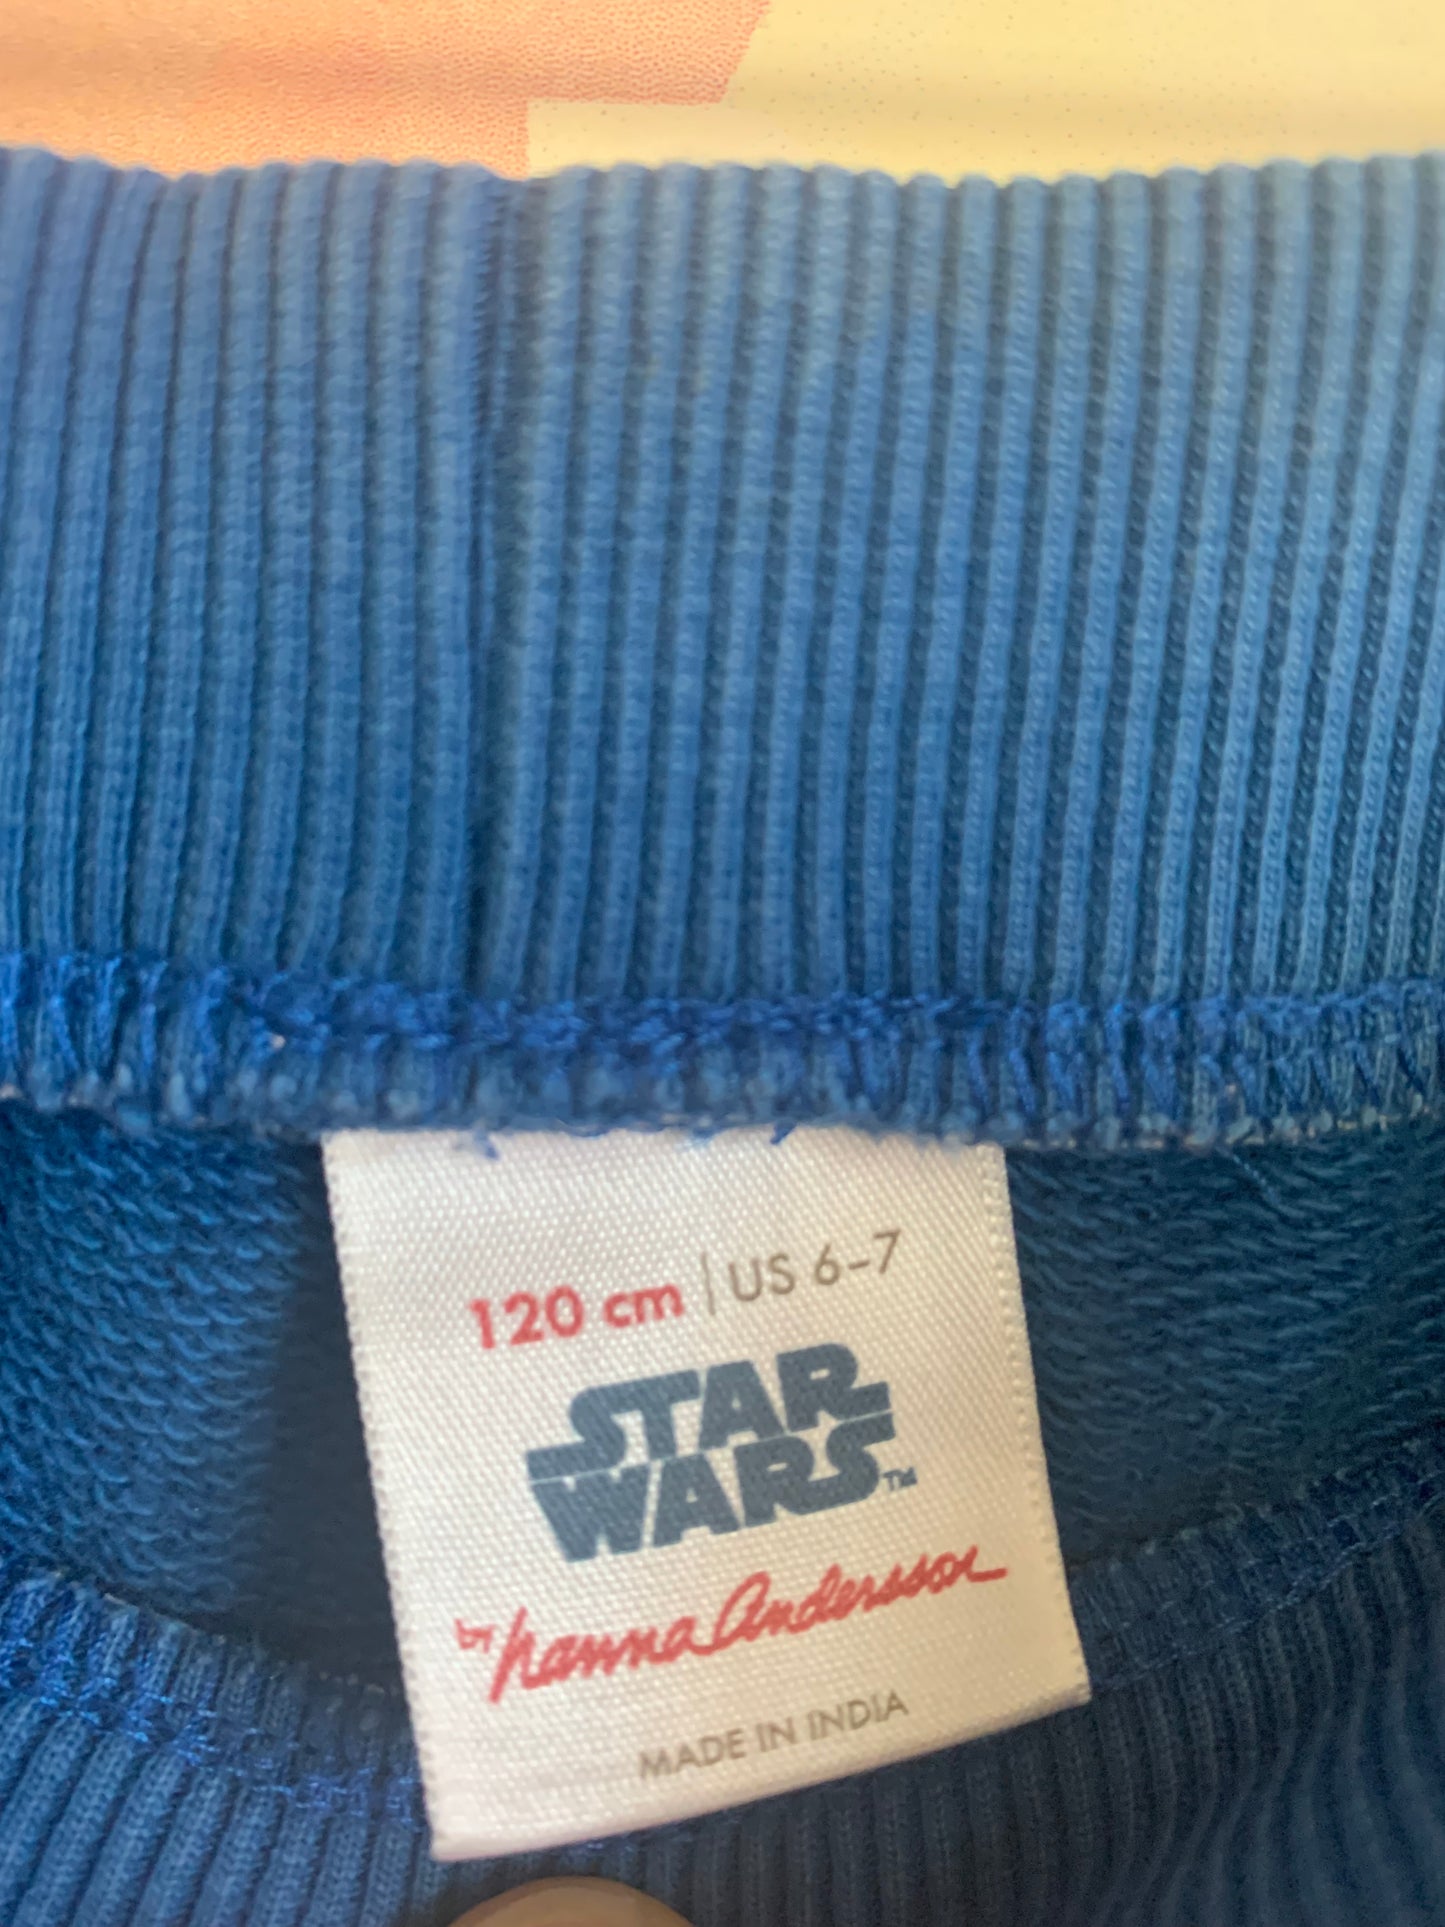 120 cm | US 6–7
STAR
WARS™
by hanna Andersson
MADE IN INDIA